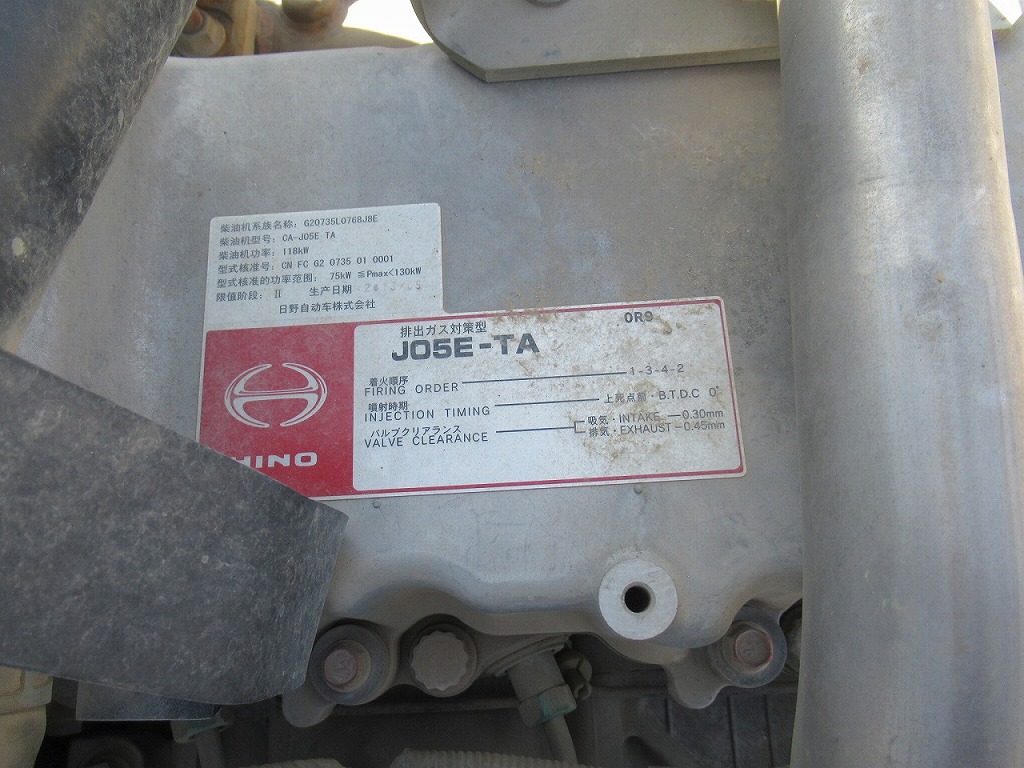 柴油机系族名称: G20735L0768J8E
柴油机型号: CA-J05E TA
柴油机功率: 118kW
型式核准号: CN FC G2 0735 01 0001
型式核准的功率范围: 75kW ≦Pmax<130kW
限值阶段: II 生产日期
日野自动车株式会社
排出ガス対策型 0R9
J05E-TA
着火順序
FIRING ORDER 1-3-4-2
噴射時期
INJECTION TIMING 上死点前・B.T.D.C 0°
バルブクリアランス
VALVE CLEARANCE
吸気・INTAKE 0.30mm
排気・EXHAUST 0.45mm
HINO